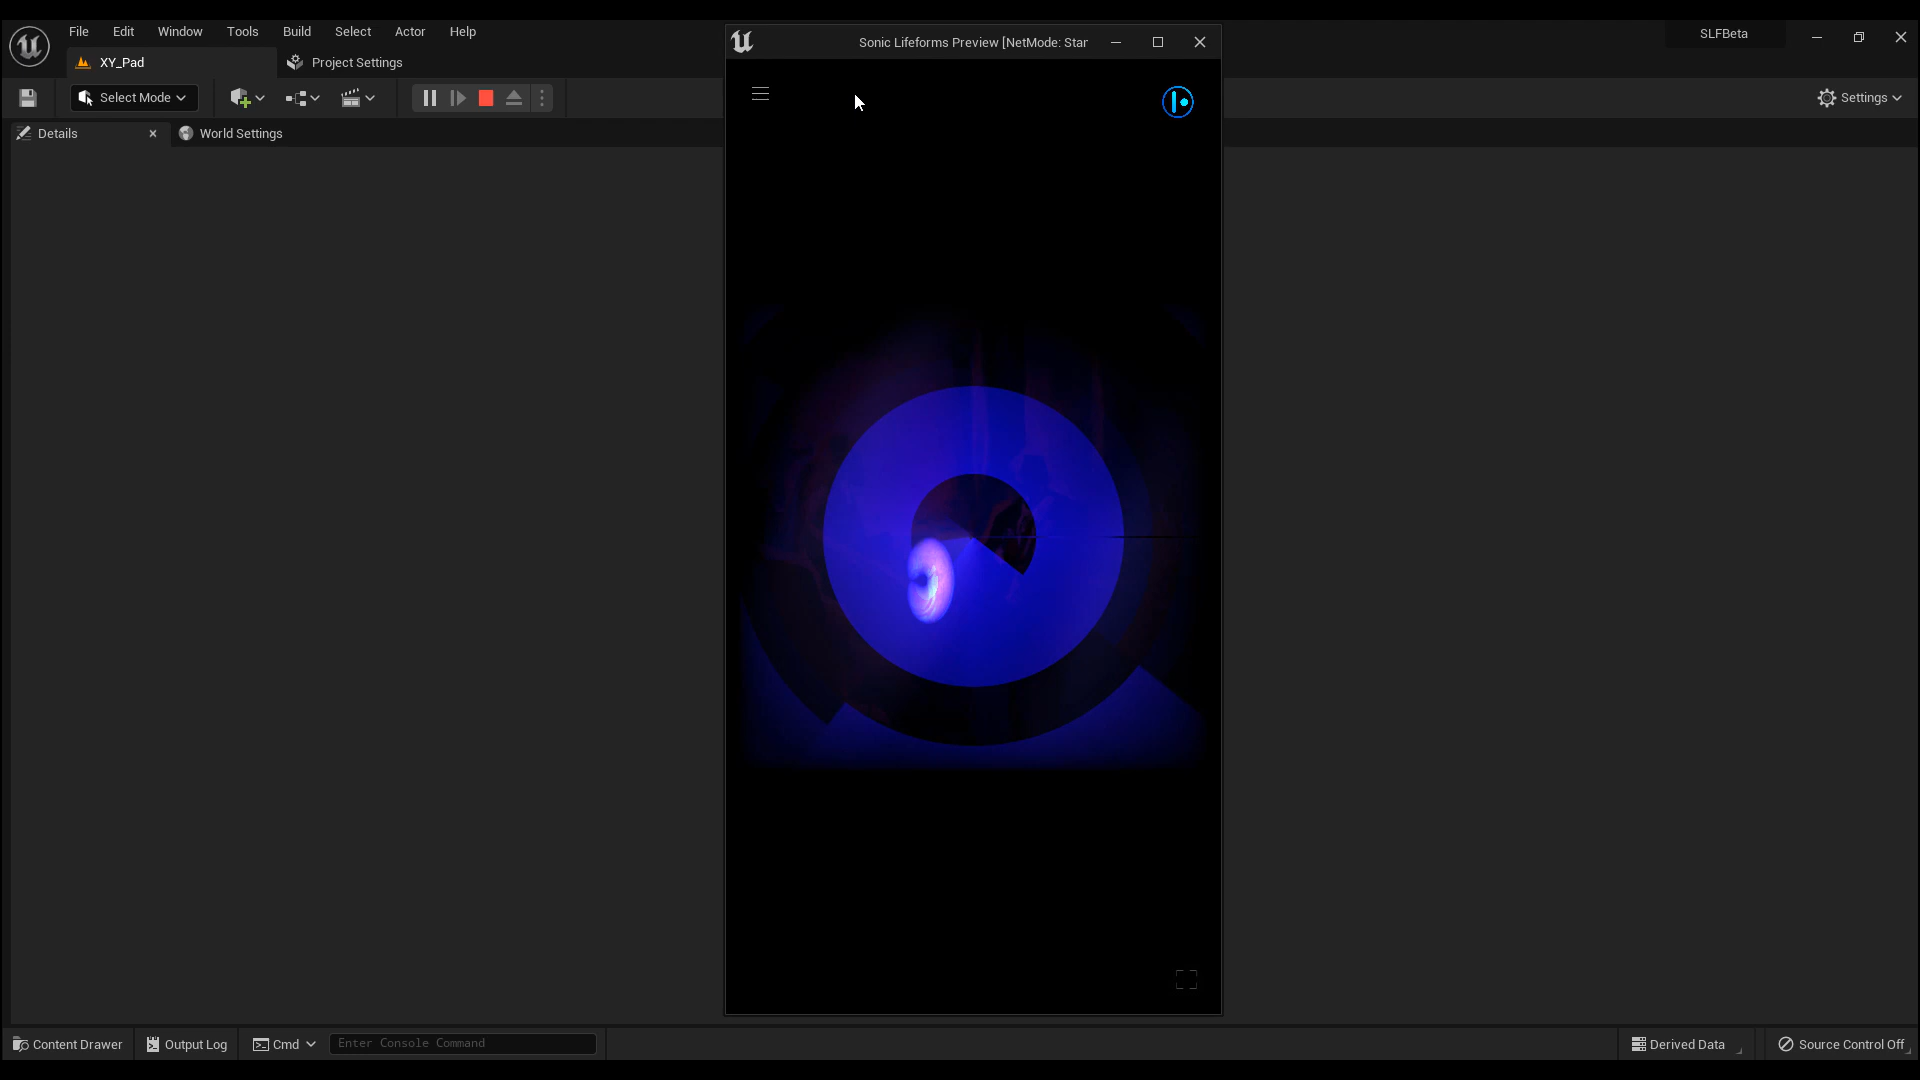 File Edit Window Tools Build Select Actor Help
Sonic Lifeforms Preview [NetMode: Star
SLFBeta
XY_Pad
Project Settings
Select Mode
Settings
Details
World Settings
Content Drawer
Output Log
Cmd
Enter Console Command
Derived Data
Source Control Off